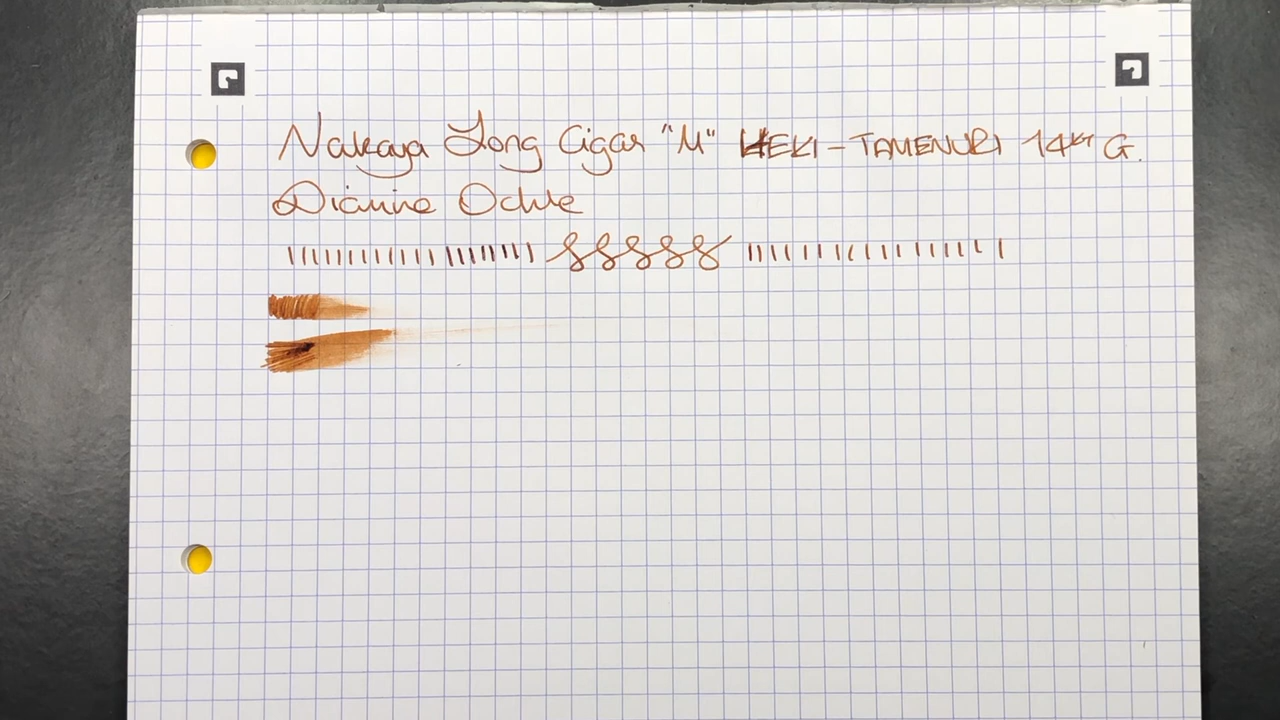 Nakaya Long Cigar "M" HEKI-TAMENURI 14kt G.
Diamine Ochre